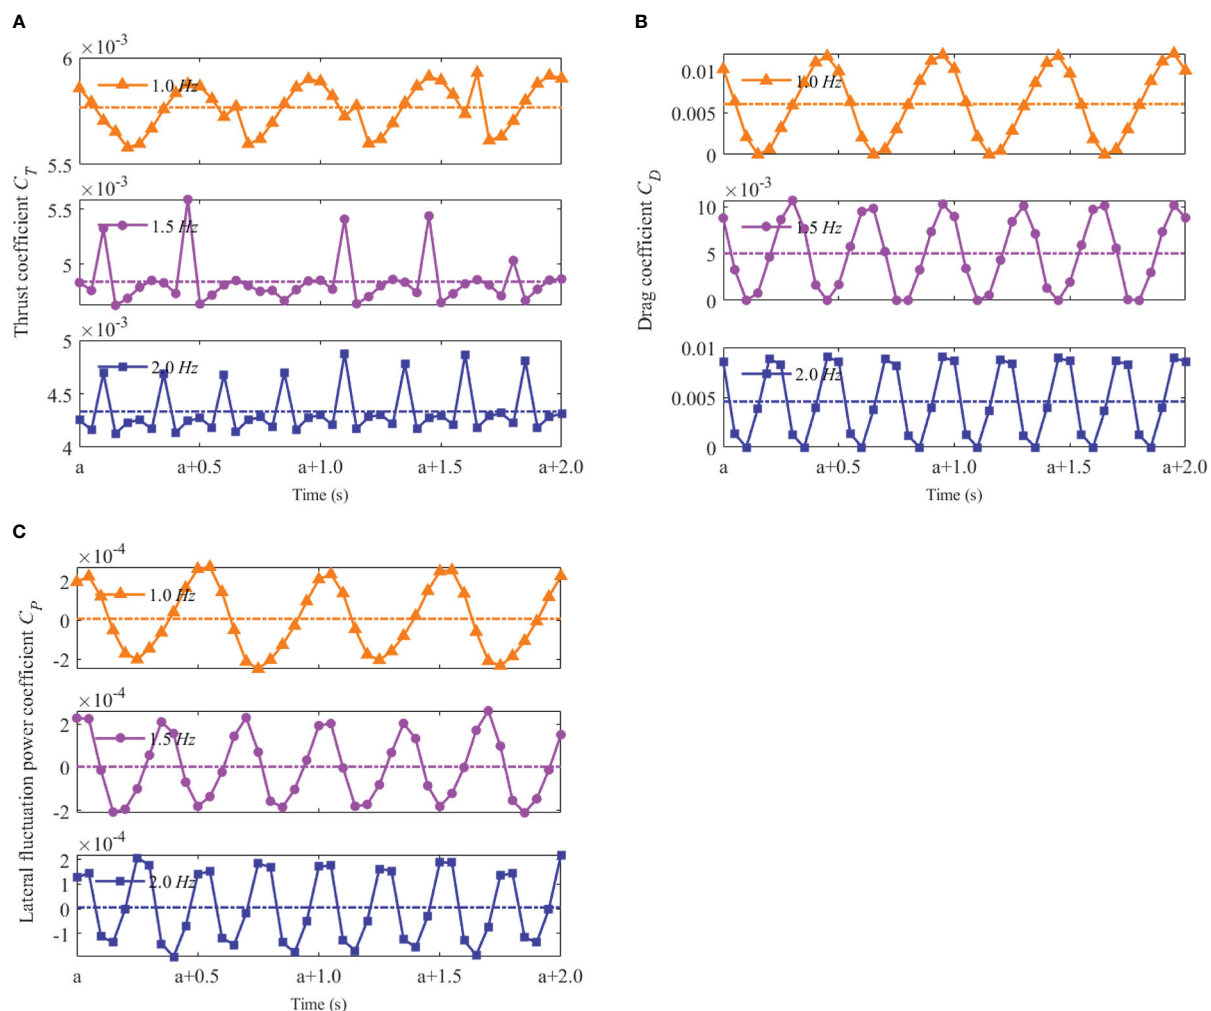 A
Thrust coefficient C_T
×10⁻³
6
5.5
1.0 Hz
×10⁻³
5.5
5
1.5 Hz
×10⁻³
5
4.5
4
2.0 Hz
a a+0.5 a+1.0 a+1.5 a+2.0
Time (s)
B
Drag coefficient C_D
0.01
0.005
0
1.0 Hz
×10⁻³
10
5
0
1.5 Hz
0.01
0.005
0
2.0 Hz
a a+0.5 a+1.0 a+1.5 a+2.0
Time (s)
C
Lateral fluctuation power coefficient C_P
×10⁻⁴
2
0
-2
1.0 Hz
×10⁻⁴
2
0
-2
1.5 Hz
×10⁻⁴
2
1
0
-1
2.0 Hz
a a+0.5 a+1.0 a+1.5 a+2.0
Time (s)